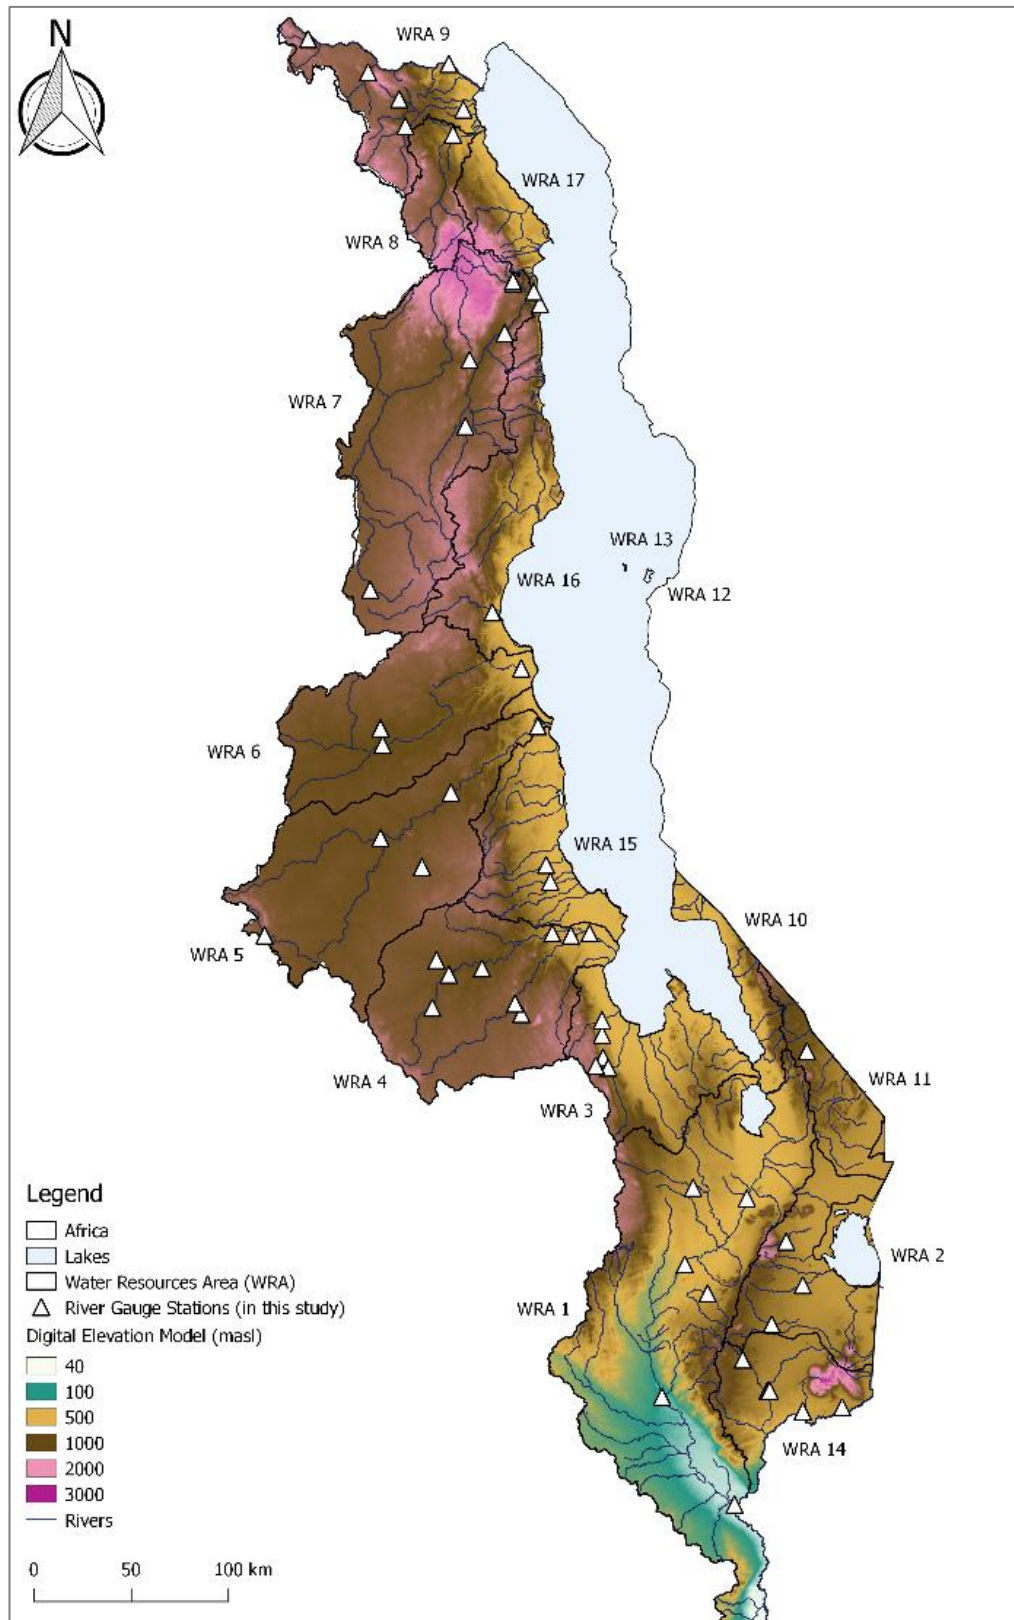 N
WRA 9
WRA 17
WRA 8
WRA 7
WRA 13
WRA 16
WRA 12
WRA 6
WRA 15
WRA 10
WRA 5
WRA 4
WRA 11
WRA 3
WRA 2
WRA 1
WRA 14
Legend
Africa
Lakes
Water Resources Area (WRA)
River Gauge Stations (in this study)
Digital Elevation Model (masl)
40
100
500
1000
2000
3000
Rivers
0 50 100 km